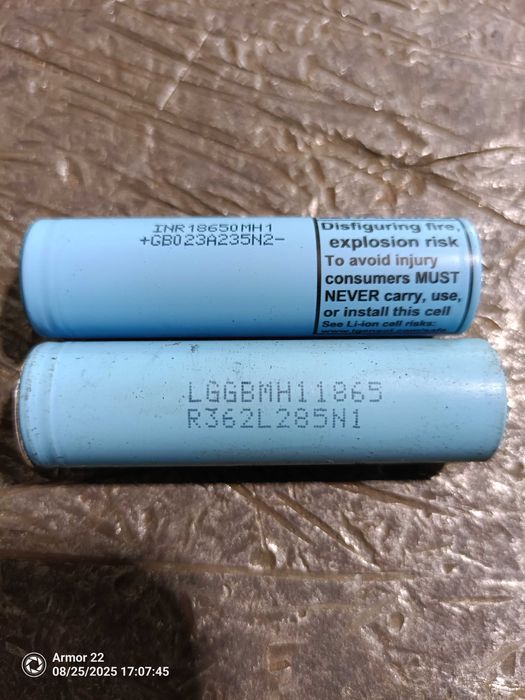 INR18650MH1
+GB023A235N2-
Disfiguring fire,
explosion risk
To avoid injury
consumers MUST
NEVER carry, use,
or install this cell
See Li-ion cell risks:
LGGBMH11865
R362L285N1
Armor 22
08/25/2025 17:07:45